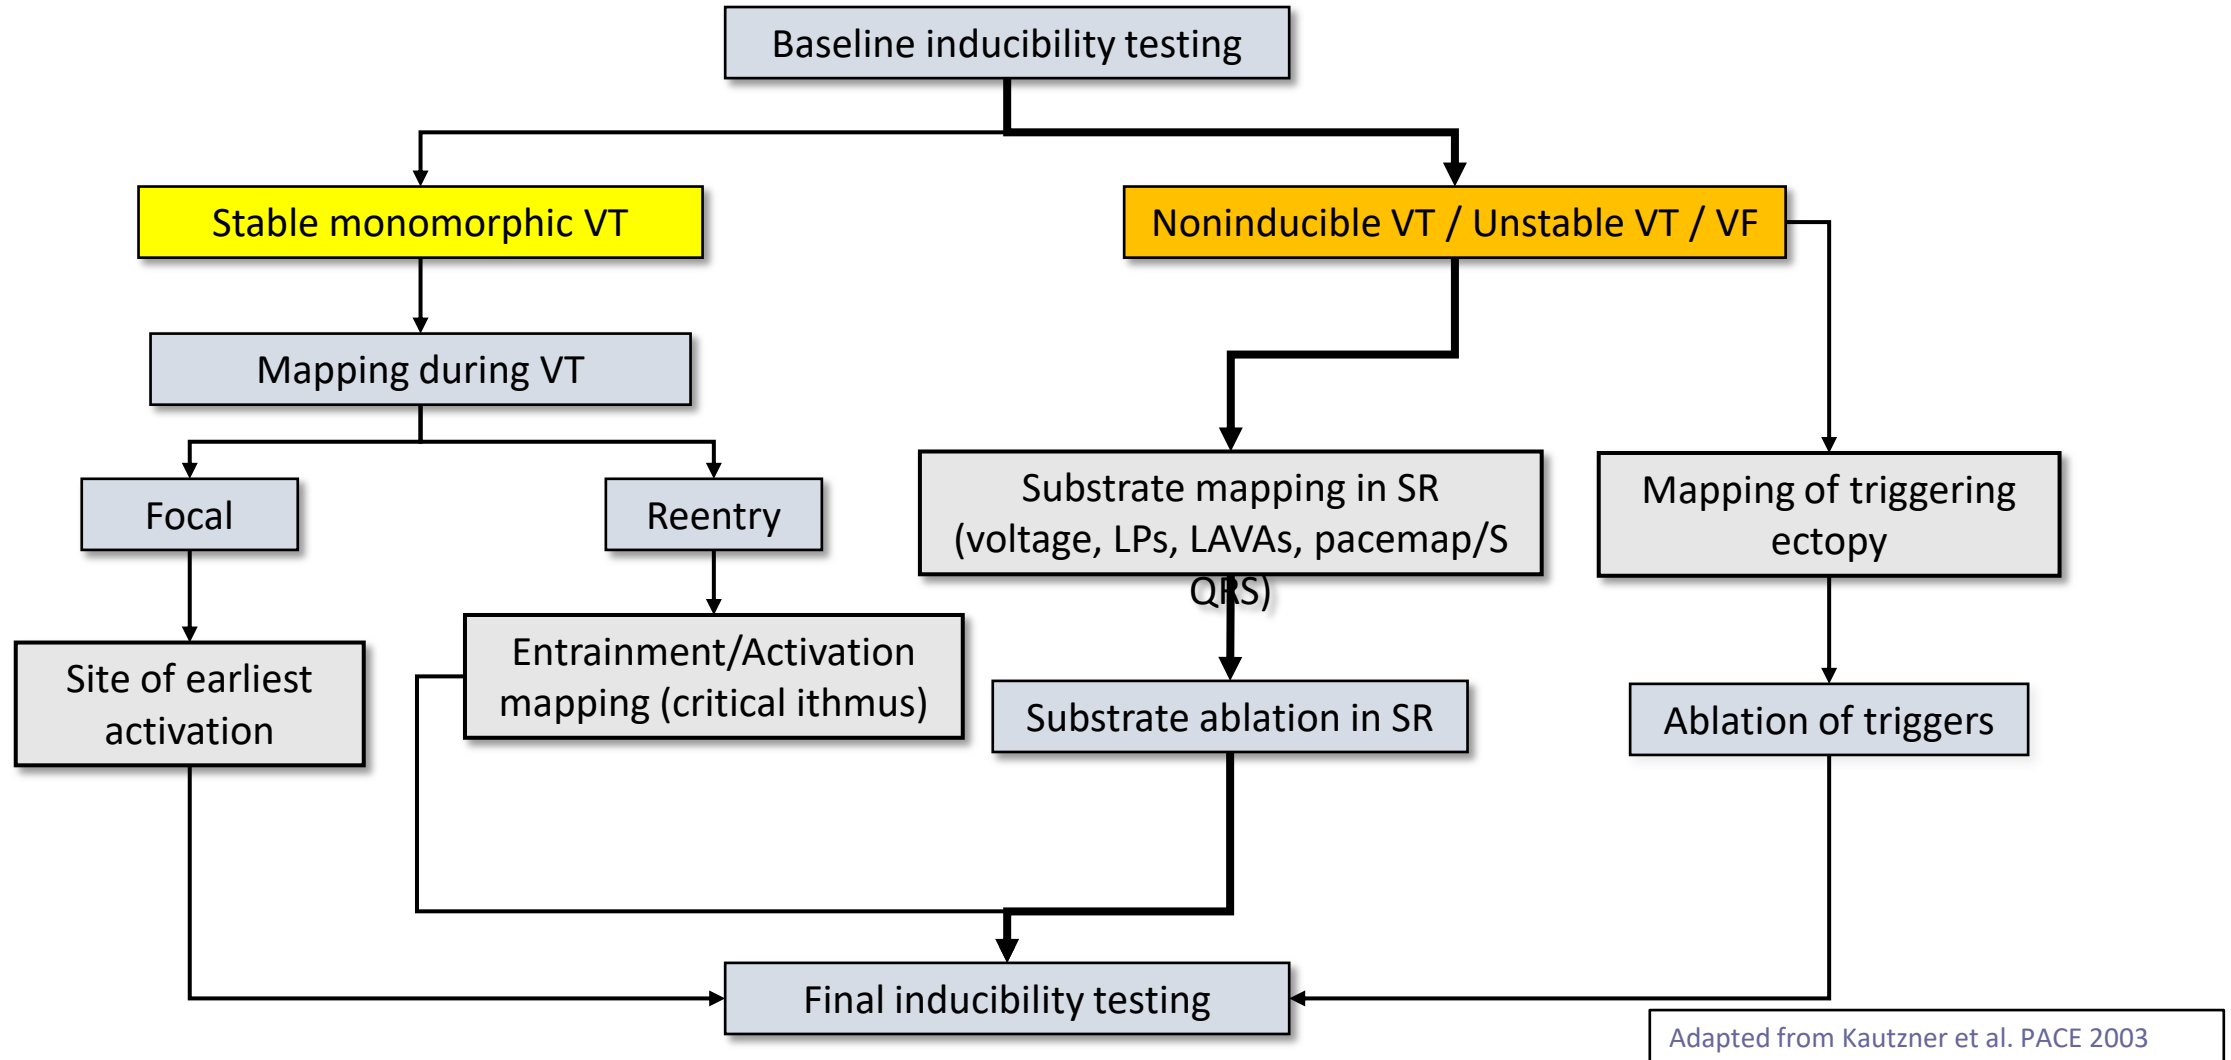 Baseline inducibility testing
Stable monomorphic VT
Noninducible VT / Unstable VT / VF
Mapping during VT
Focal
Reentry
Substrate mapping in SR
(voltage, LPs, LAVAs, pacemap/S
QRS)
Mapping of triggering
ectopy
Site of earliest
activation
Entrainment/Activation
mapping (critical ithmus)
Substrate ablation in SR
Ablation of triggers
Final inducibility testing
Adapted from Kautzner et al. PACE 2003